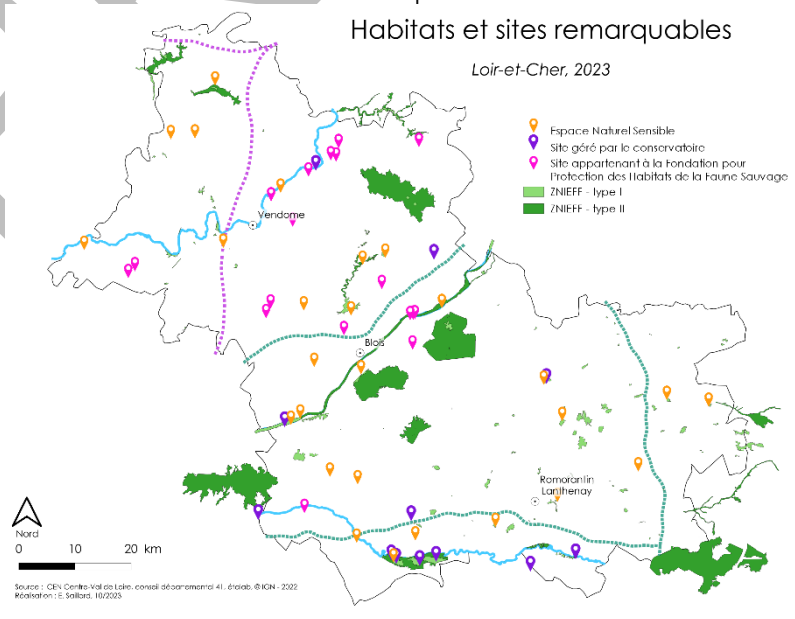 Habitats et sites remarquables
Loir-et-Cher, 2023
Espace Naturel Sensible
Site géré par le conservatoire
Site appartenant à la Fondation pour
Protection des Habitats de la Faune Sauvage
ZNIEFF - type I
ZNIEFF - type II
Vendome
Blois
Romorantin
Lanthenay
Nord
0 10 20 km
Source : CEN Centre-Val de Loire, conseil départemental 41, étalab, © IGN - 2022
Réalisation : E. Saillard, 10/2023